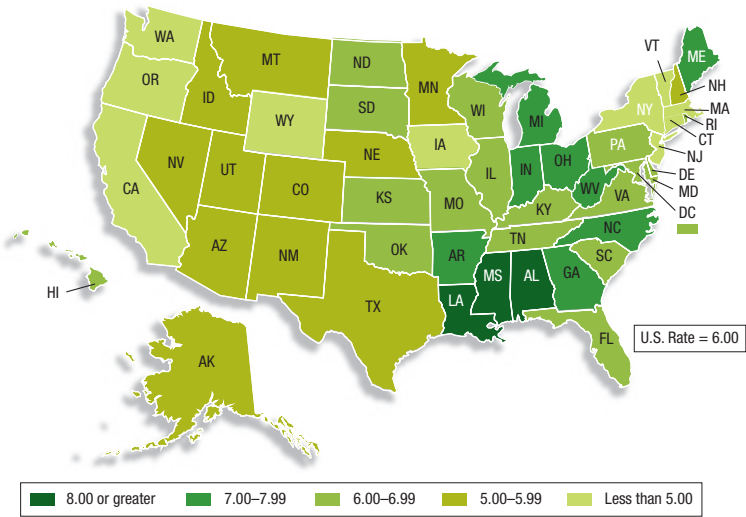 WA
MT
ND
MN
VT
ME
OR
ID
SD
WI
MI
NY
NH
MA
RI
CT
WY
IA
PA
NJ
NV
UT
NE
IL
IN
OH
DE
MD
CA
CO
KS
MO
WV
VA
DC
KY
AZ
NM
OK
AR
TN
NC
SC
HI
TX
LA
MS
AL
GA
FL
U.S. Rate = 6.00
AK
8.00 or greater
7.00–7.99
6.00–6.99
5.00–5.99
Less than 5.00